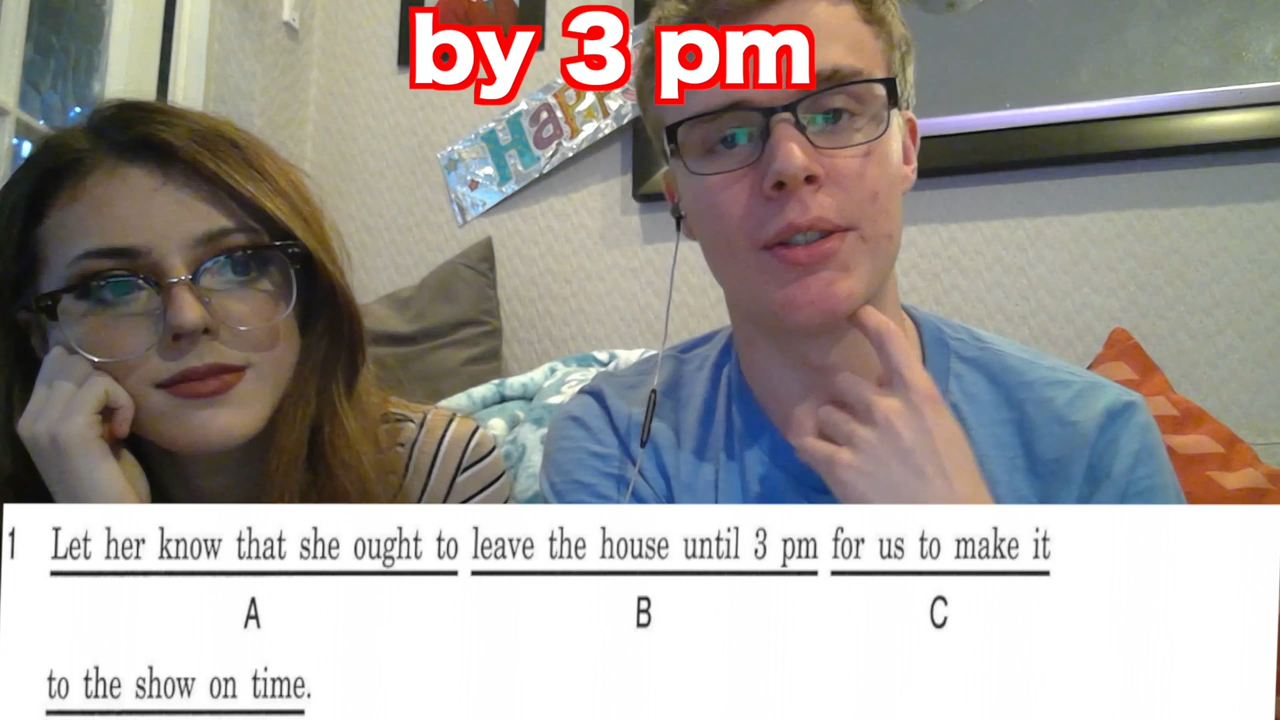 by 3 pm
HAPP
1 Let her know that she ought to leave the house until 3 pm for us to make it
A B C
to the show on time.